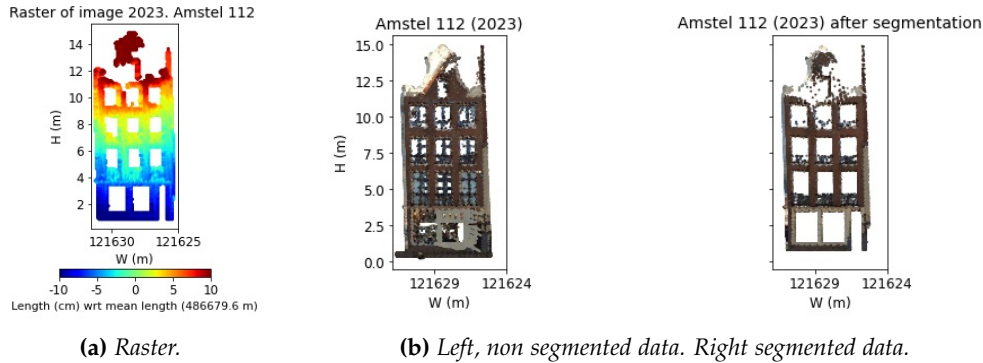 Raster of image 2023. Amstel 112
14
12
10
8
6
4
2
H (m)
121630 121625
W (m)
-10 -5 0 5 10
Length (cm) wrt mean length (486679.6 m)
(a) Raster.
Amstel 112 (2023)
15.0
12.5
10.0
7.5
5.0
2.5
0.0
H (m)
121629 121624
W (m)
Amstel 112 (2023) after segmentation
121629 121624
W (m)
(b) Left, non segmented data. Right segmented data.